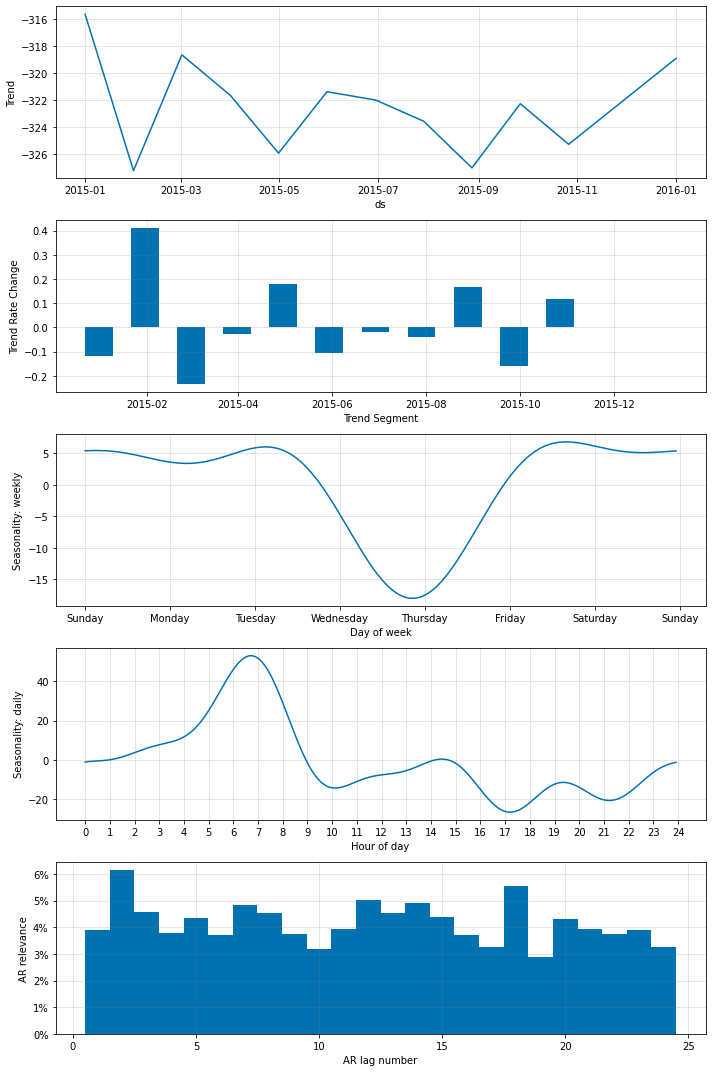 −316
−318
−320
−322
−324
−326
Trend
2015-01 2015-03 2015-05 2015-07 2015-09 2015-11 2016-01
ds
0.4
0.3
0.2
0.1
0.0
−0.1
−0.2
Trend Rate Change
2015-02 2015-04 2015-06 2015-08 2015-10 2015-12
Trend Segment
5
0
−5
−10
−15
Seasonality: weekly
Sunday Monday Tuesday Wednesday Thursday Friday Saturday Sunday
Day of week
40
20
0
−20
Seasonality: daily
0 1 2 3 4 5 6 7 8 9 10 11 12 13 14 15 16 17 18 19 20 21 22 23 24
Hour of day
6%
5%
4%
3%
2%
1%
0%
AR relevance
0 5 10 15 20 25
AR lag number